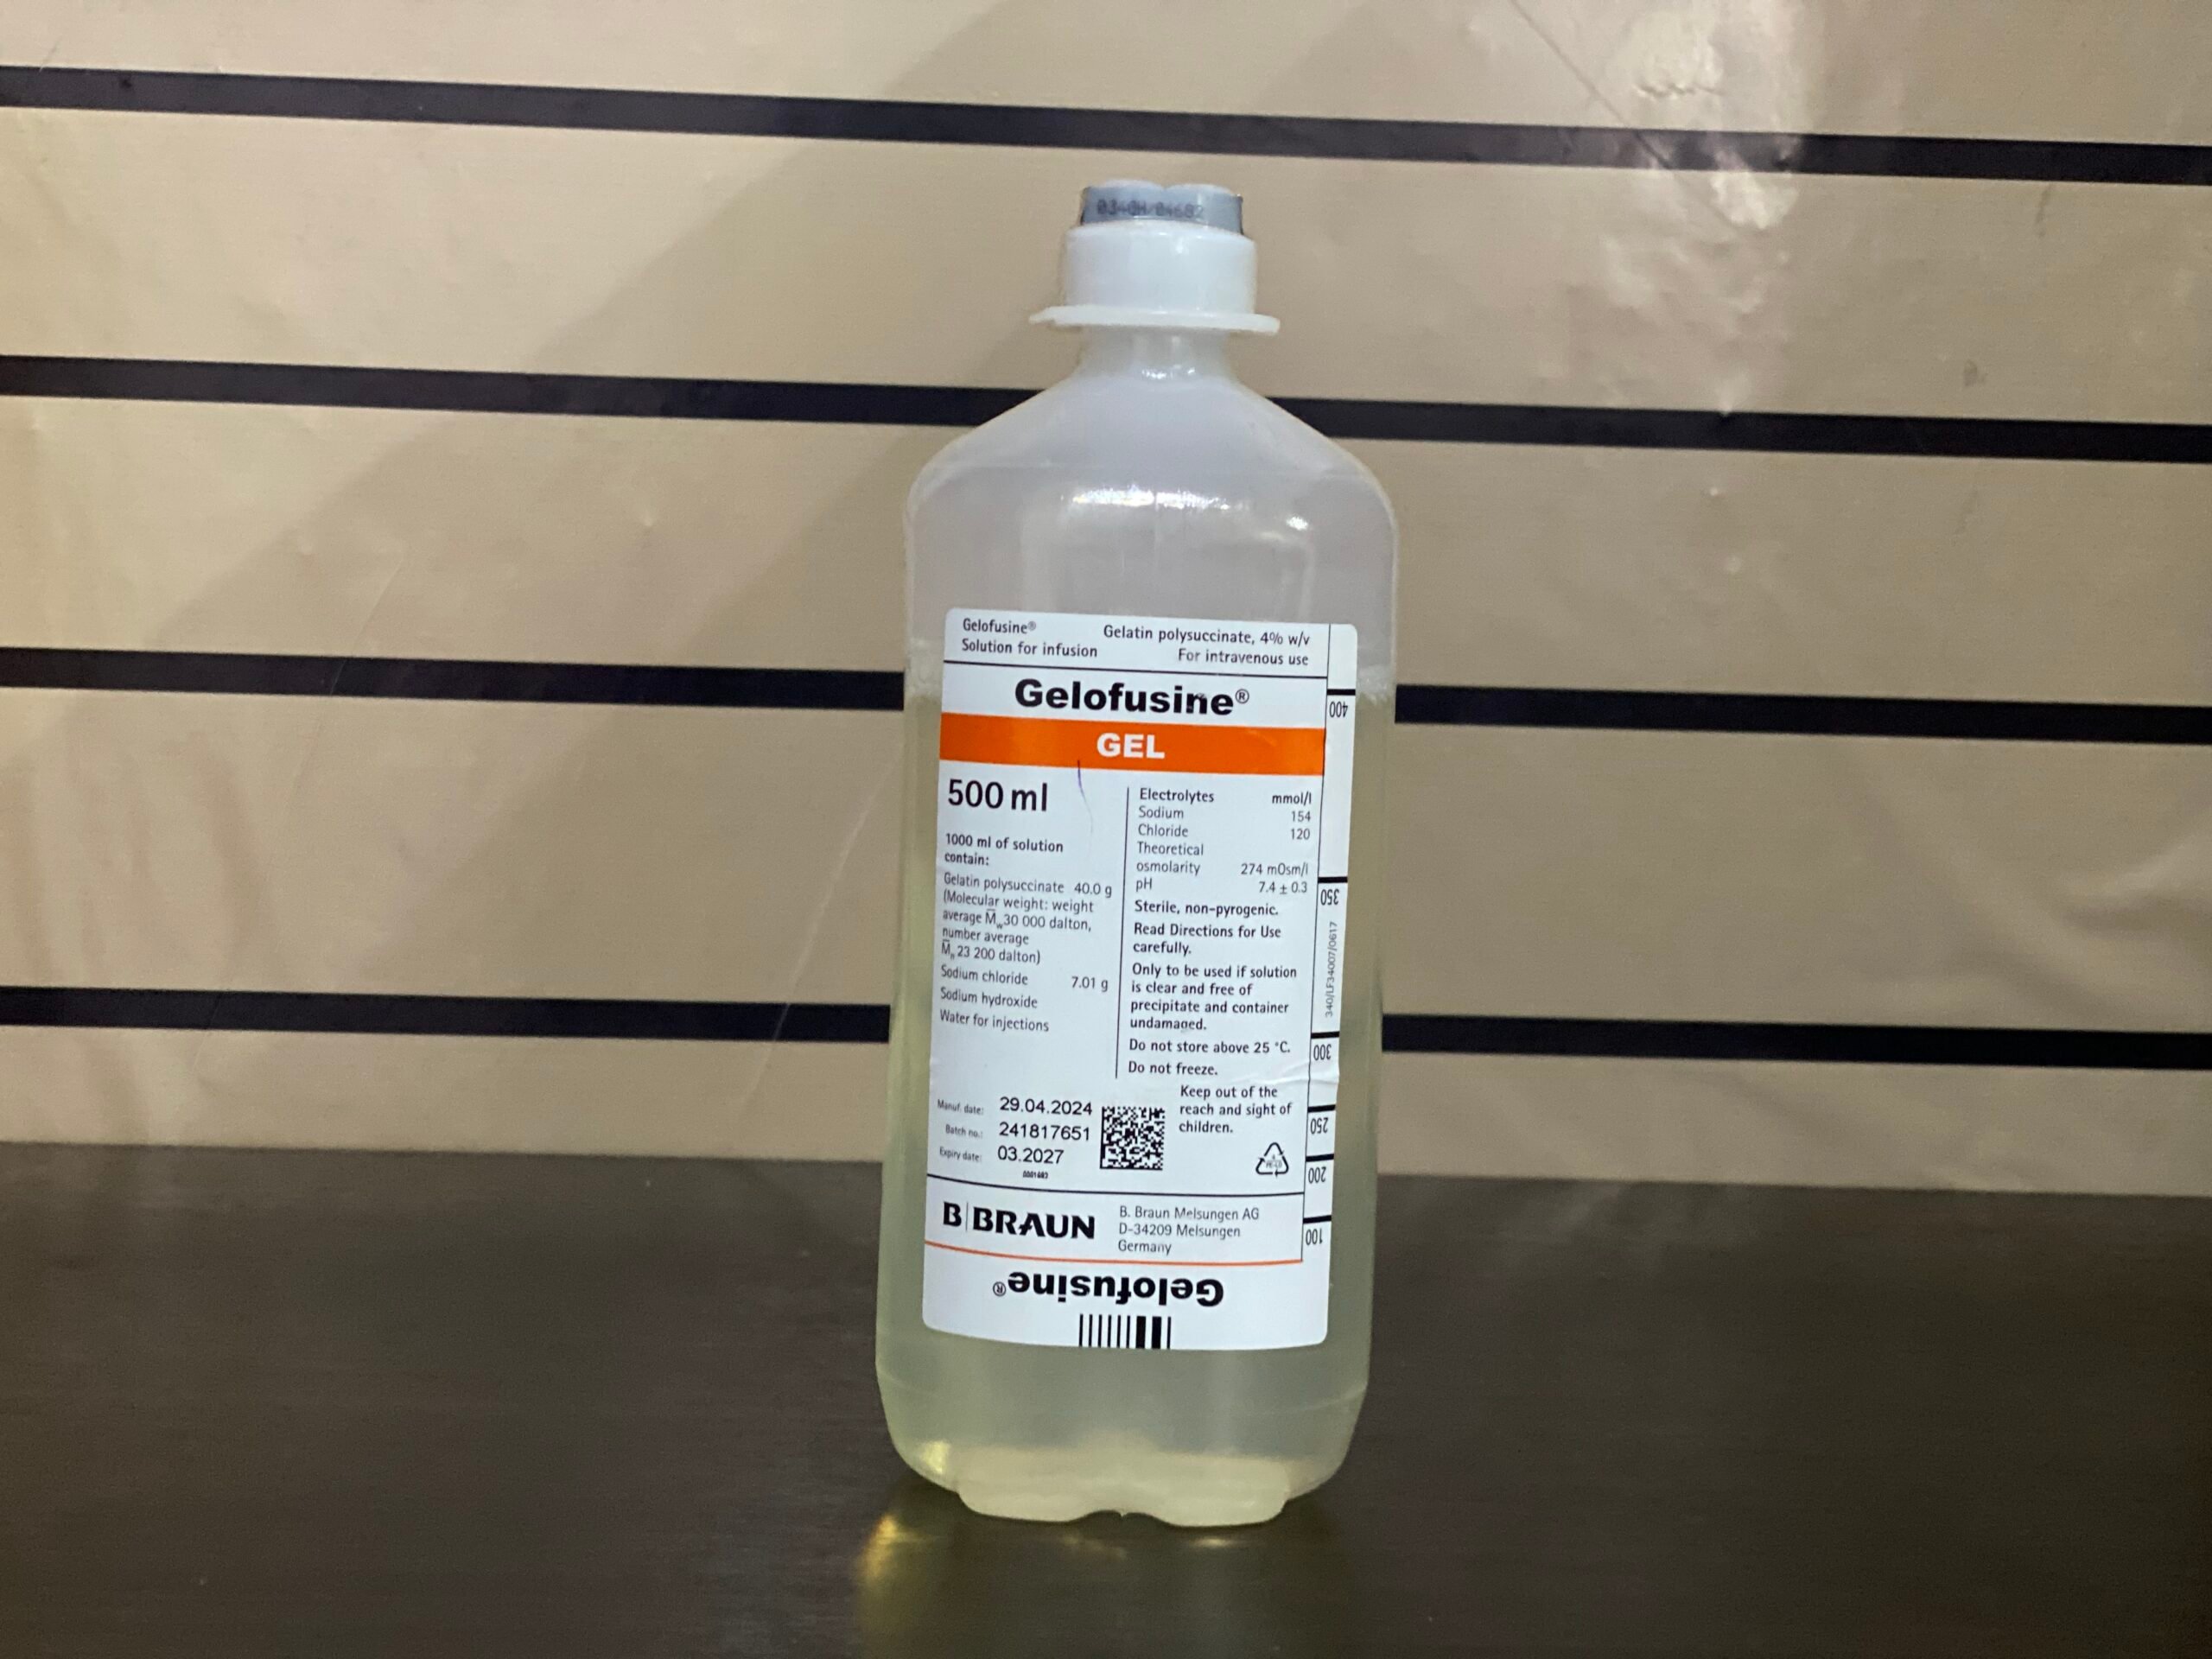 Gelofusine®
Solution for infusion
Gelatin polysuccinate, 4% w/v
For intravenous use
Gelofusine®
GEL
500 ml
1000 ml of solution
contain:
Gelatin polysuccinate 40.0 g
(Molecular weight: weight
average M̅w 30 000 dalton,
number average
M̅n 23 200 dalton)
Sodium chloride 7.01 g
Sodium hydroxide
Water for injections
Electrolytes mmol/l
Sodium 154
Chloride 120
Theoretical
osmolarity 274 mOsm/l
pH 7.4 ± 0.3
Sterile, non-pyrogenic.
Read Directions for Use
carefully.
Only to be used if solution
is clear and free of
precipitate and container
undamaged.
Do not store above 25 °C.
Do not freeze.
Keep out of the
reach and sight of
children.
Manuf. date: 29.04.2024
Batch no.: 241817651
Expiry date: 03.2027
400
350
340/LF34007/0617
300
250
200
100
B|BRAUN
B. Braun Melsungen AG
D-34209 Melsungen
Germany
Gelofusine®